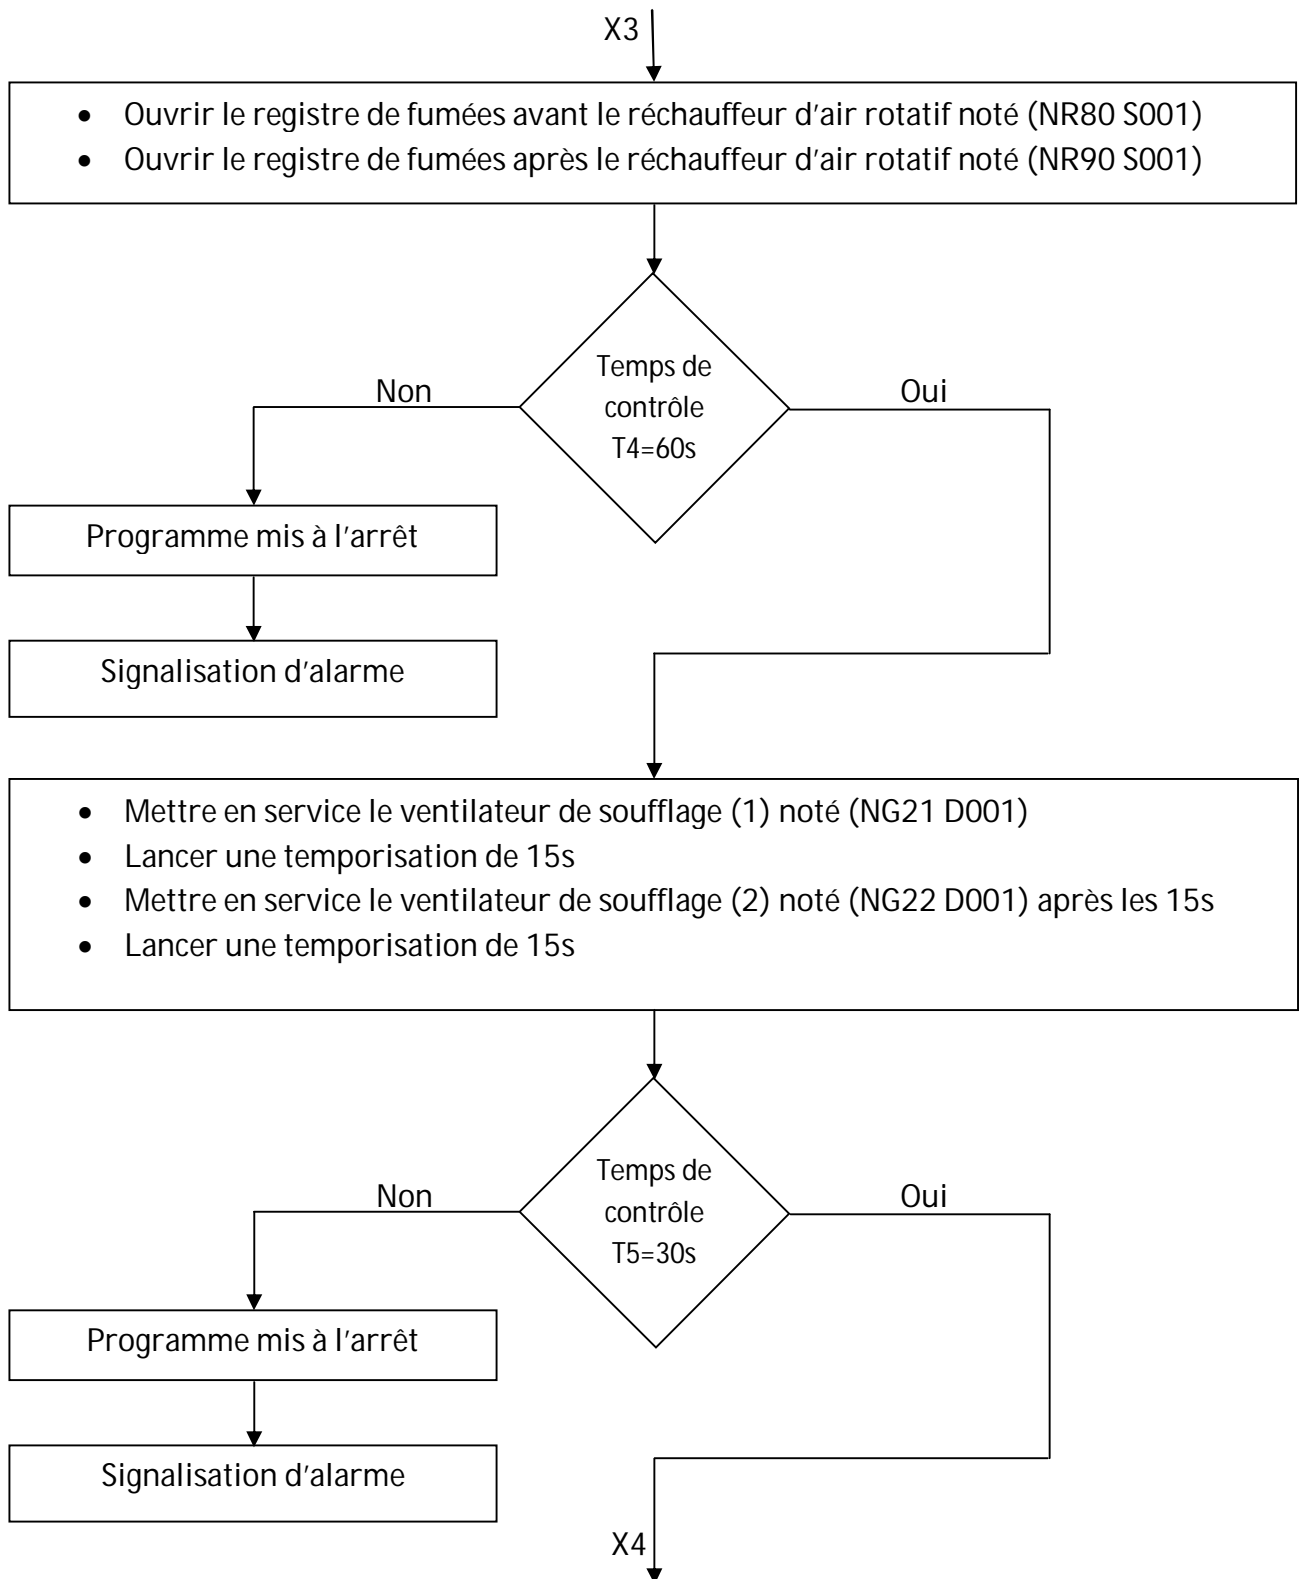 X3
• Ouvrir le registre de fumées avant le réchauffeur d'air rotatif noté (NR80 S001)
• Ouvrir le registre de fumées après le réchauffeur d'air rotatif noté (NR90 S001)
Temps de
contrôle
T4=60s
Non
Oui
Programme mis à l'arrêt
Signalisation d'alarme
• Mettre en service le ventilateur de soufflage (1) noté (NG21 D001)
• Lancer une temporisation de 15s
• Mettre en service le ventilateur de soufflage (2) noté (NG22 D001) après les 15s
• Lancer une temporisation de 15s
Temps de
contrôle
T5=30s
Non
Oui
Programme mis à l'arrêt
Signalisation d'alarme
X4